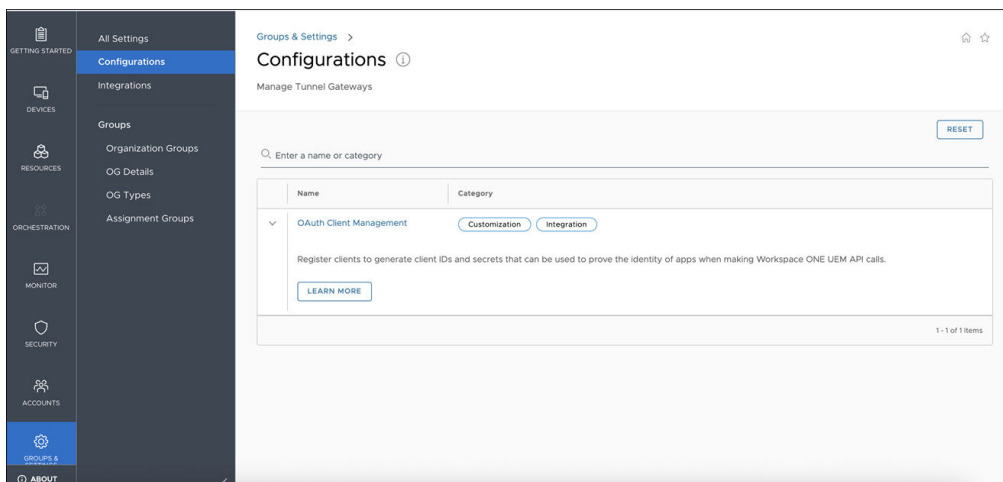 GETTING STARTED
DEVICES
RESOURCES
ORCHESTRATION
MONITOR
SECURITY
ACCOUNTS
GROUPS &
SETTINGS
ABOUT
All Settings
Configurations
Integrations
Groups
Organization Groups
OG Details
OG Types
Assignment Groups
Groups & Settings >
Configurations
Manage Tunnel Gateways
RESET
Enter a name or category
Name Category
OAuth Client Management Customization Integration
Register clients to generate client IDs and secrets that can be used to prove the identity of apps when making Workspace ONE UEM API calls.
LEARN MORE
1 - 1 of 1 items